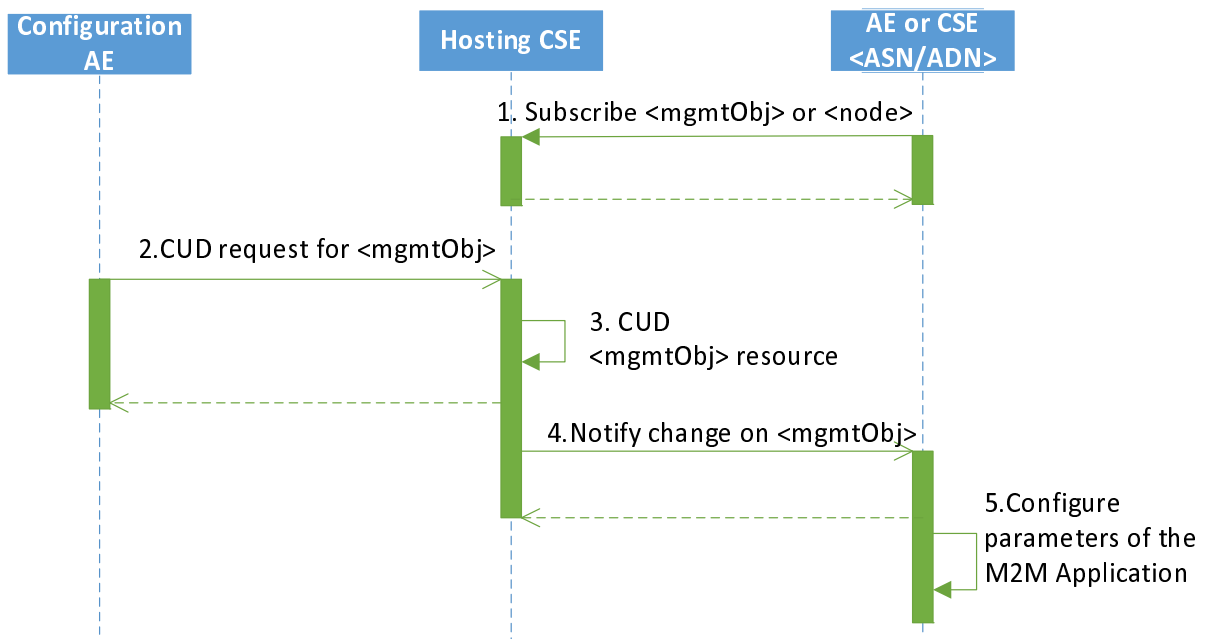 Configuration
AE
Hosting CSE
AE or CSE
<ASN/ADN>
1. Subscribe <mgmtObj> or <node>
2.CUD request for <mgmtObj>
3. CUD
<mgmtObj> resource
4.Notify change on <mgmtObj>
5.Configure
parameters of the
M2M Application